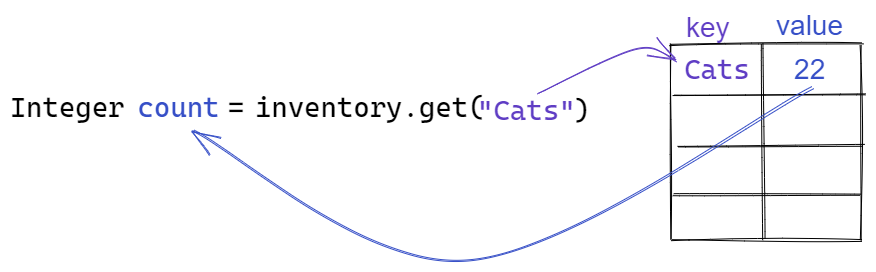 key value
Cats 22
Integer count = inventory.get("Cats")